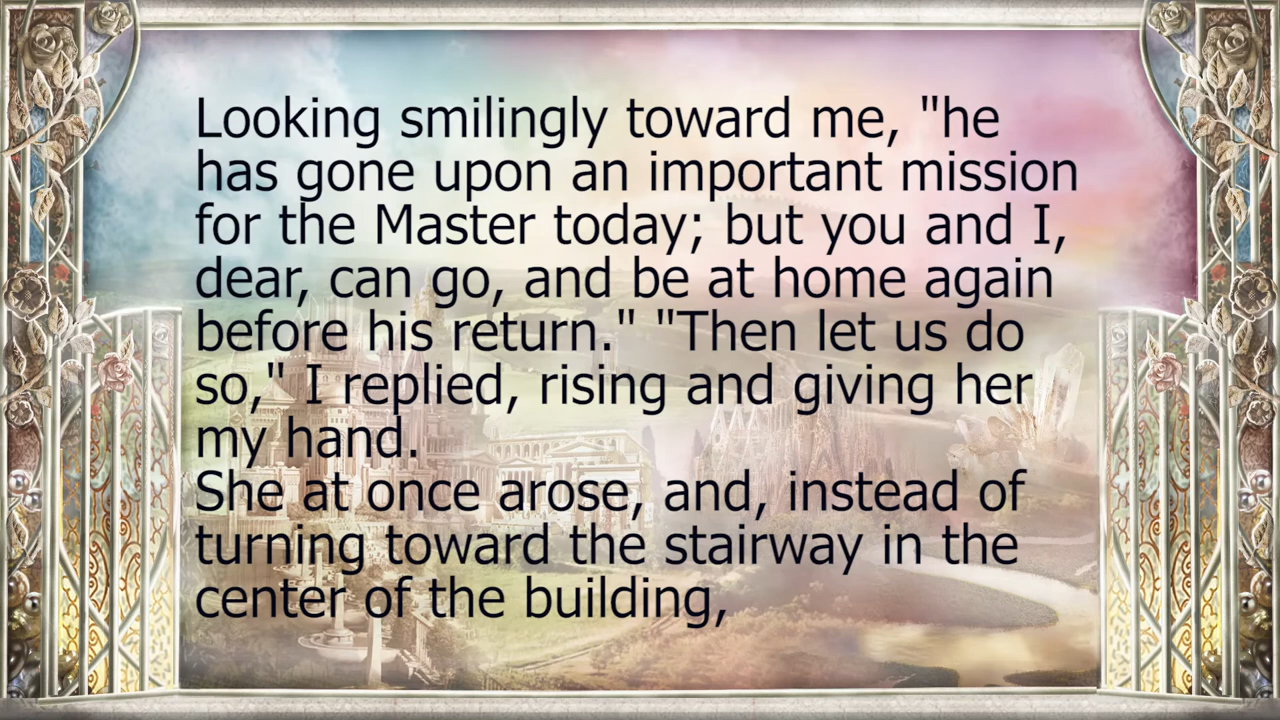 Looking smilingly toward me, "he
has gone upon an important mission
for the Master today; but you and I,
dear, can go, and be at home again
before his return." "Then let us do
so," I replied, rising and giving her
my hand.
She at once arose, and, instead of
turning toward the stairway in the
center of the building,